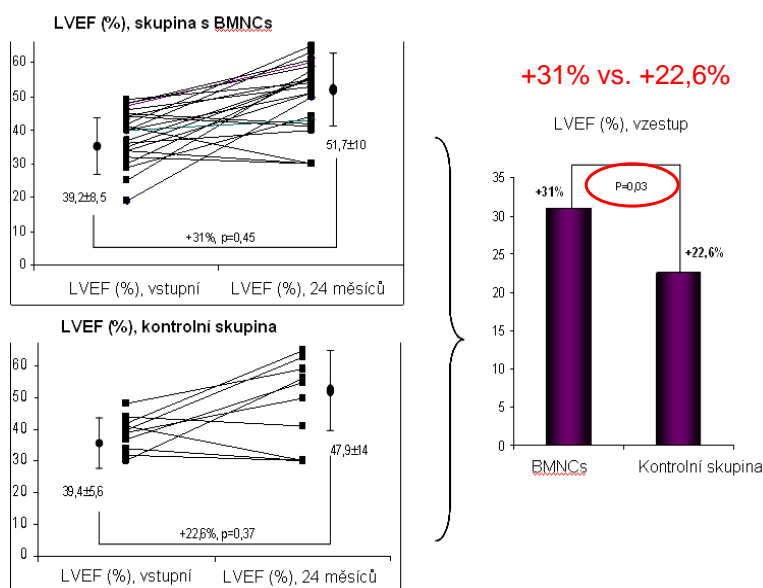 LVEF (%), skupina s BMNCs
60
50
40
30
20
10
0
39,2±8,5
51,7±10
+31%, p=0,45
LVEF (%), vstupní
LVEF (%), 24 měsíců
LVEF (%), kontrolní skupina
60
50
40
30
20
10
0
39,4±5,6
47,9±14
+22,6%, p=0,37
LVEF (%), vstupní
LVEF (%), 24 měsíců
+31% vs. +22,6%
LVEF (%), vzestup
35
30
25
20
15
10
5
0
+31%
P=0,03
+22,6%
BMNCs
Kontrolní skupina